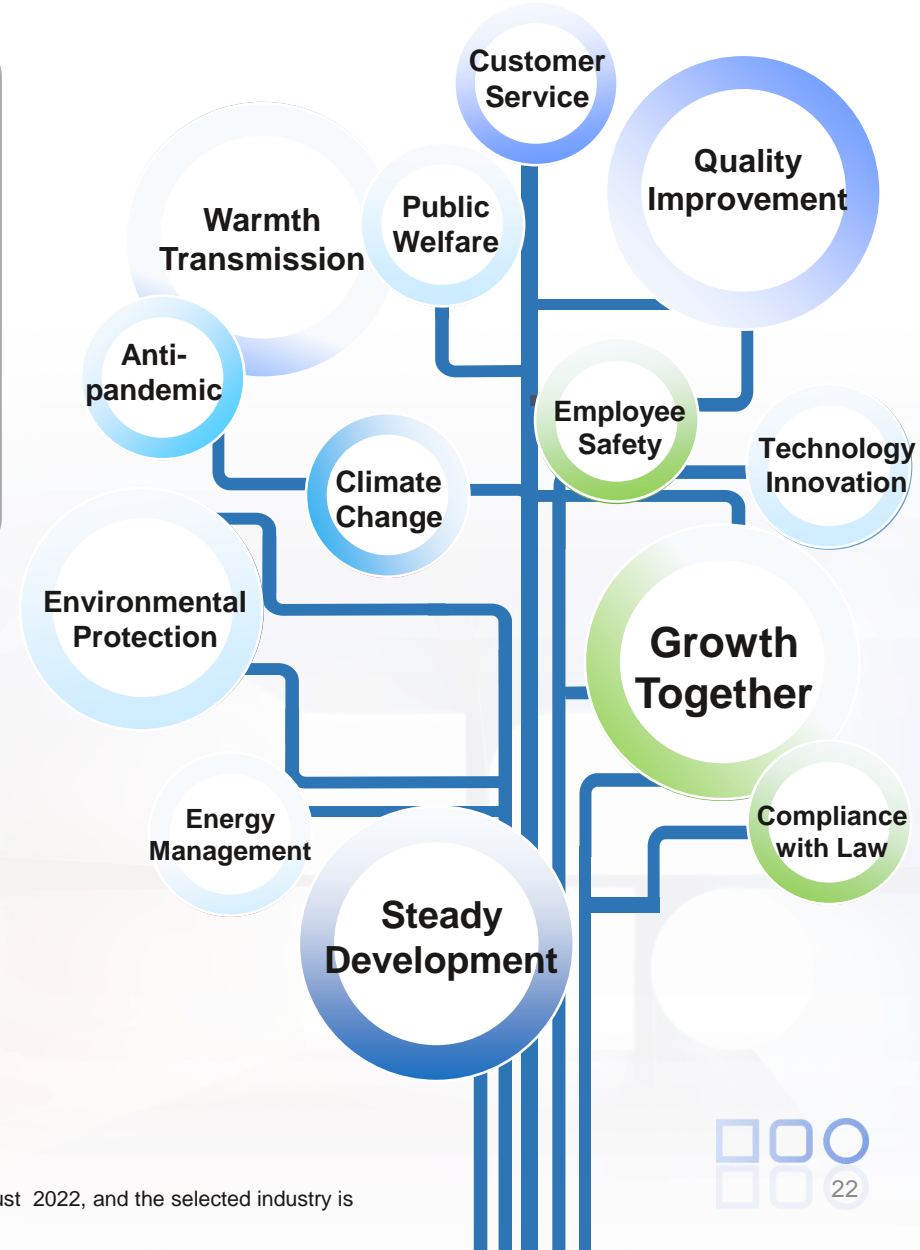 Customer
Service
Quality
Improvement
Warmth
Transmission
Public
Welfare
Anti-
pandemic
Employee
Safety
Technology
Innovation
Climate
Change
Environmental
Protection
Growth
Together
Energy
Management
Compliance
with Law
Steady
Development
ust 2022, and the selected industry is
22